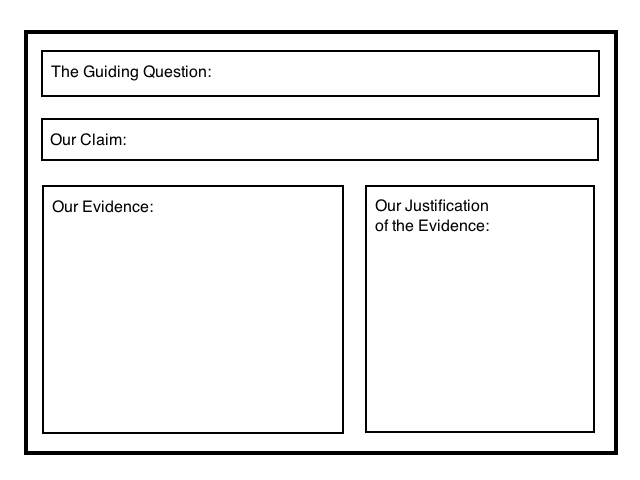 The Guiding Question:
Our Claim:
Our Evidence:
Our Justification
of the Evidence: